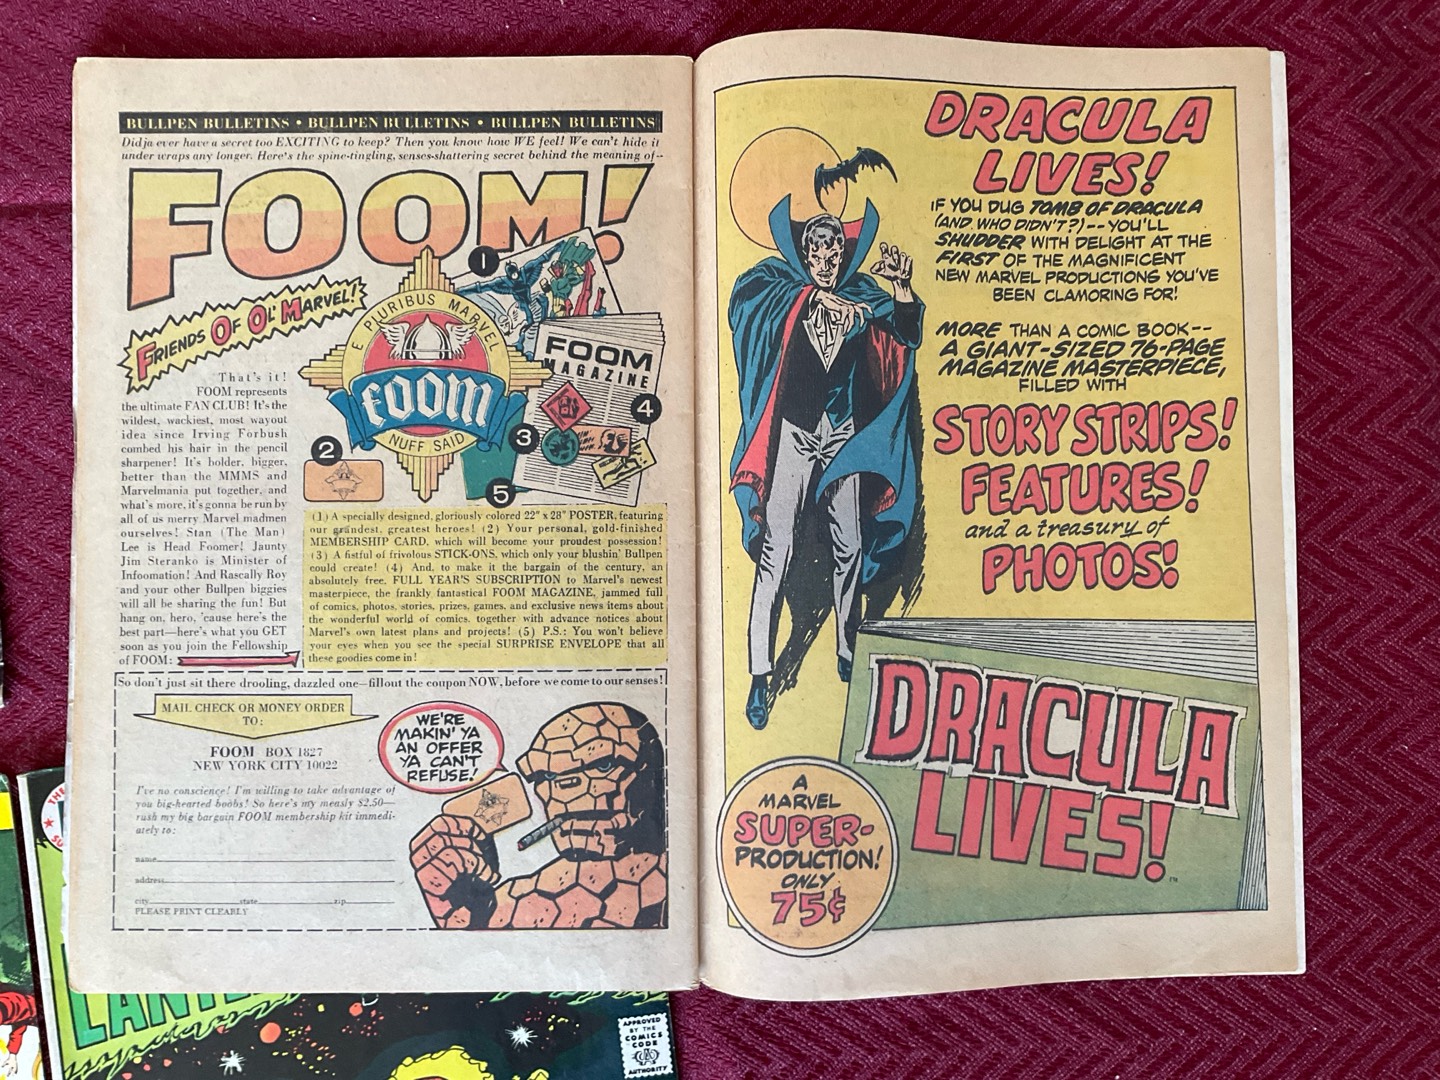 BULLPEN BULLETINS • BULLPEN BULLETINS • BULLPEN BULLETINS
Didja ever have a secret too EXCITING to keep? Then you know how WE feel! We can't hide it
under wraps any longer. Here's the spine-tingling, senses-shattering secret behind the meaning of--
FOOM!
FRIENDS OF OL' MARVEL!
That's it!
FOOM represents
the ultimate FAN CLUB! It's the
wildest, wackiest, most wayout
idea since Irving Forbush
combed his hair in the pencil
sharpener! It's bolder, bigger,
better than the MMMS and
Marvelmania put together, and
what's more, it's gonna be run by
all of us merry Marvel madmen
ourselves! Stan (The Man)
Lee is Head Foomer! Jaunty
Jim Steranko is Minister of
Infoomation! And Rascally Roy
and your other Bullpen biggies
will all be sharing the fun! But
hang on, hero, 'cause here's the
best part—here's what you GET
soon as you join the Fellowship
of FOOM:
E PLURIBUS MARVEL
FOOM
NUFF SAID
1
FOOM
MAGAZINE
4
3
2
5
(1) A specially designed, gloriously colored 22" x 28" POSTER, featuring
our grandest, greatest heroes! (2) Your personal, gold-finished
MEMBERSHIP CARD, which will become your proudest possession!
(3) A fistful of frivolous STICK-ONS, which only your blushin' Bullpen
could create! (4) And, to make it the bargain of the century, an
absolutely free, FULL YEAR'S SUBSCRIPTION to Marvel's newest
masterpiece, the frankly fantastical FOOM MAGAZINE, jammed full
of comics, photos, stories, prizes, games, and exclusive news items about
the wonderful world of comics, together with advance notices about
Marvel's own latest plans and projects! (5) P.S.: You won't believe
your eyes when you see the special SURPRISE ENVELOPE that all
these goodies come in!
So don't just sit there drooling, dazzled one—fillout the coupon NOW, before we come to our senses!
MAIL CHECK OR MONEY ORDER
TO:
FOOM BOX 1827
NEW YORK CITY 10022
I've no conscience! I'm willing to take advantage of
you big-hearted boobs! So here's my measly $2.50—
rush my big bargain FOOM membership kit immedi-
ately to:
name
address
city state zip
PLEASE PRINT CLEARLY
WE'RE
MAKIN' YA
AN OFFER
YA CAN'T
REFUSE!
DRACULA
LIVES!
IF YOU DUG TOMB OF DRACULA
(AND WHO DIDN'T?)--YOU'LL
SHUDDER WITH DELIGHT AT THE
FIRST OF THE MAGNIFICENT
NEW MARVEL PRODUCTIONS YOU'VE
BEEN CLAMORING FOR!
MORE THAN A COMIC BOOK--
A GIANT-SIZED 76-PAGE
MAGAZINE MASTERPIECE,
FILLED WITH
STORY STRIPS!
FEATURES!
and a treasury of
PHOTOS!
DRACULA
LIVES!
TM
A
MARVEL
SUPER-
PRODUCTION!
ONLY
75¢
APPROVED
BY THE
COMICS
CODE
AUTHORITY